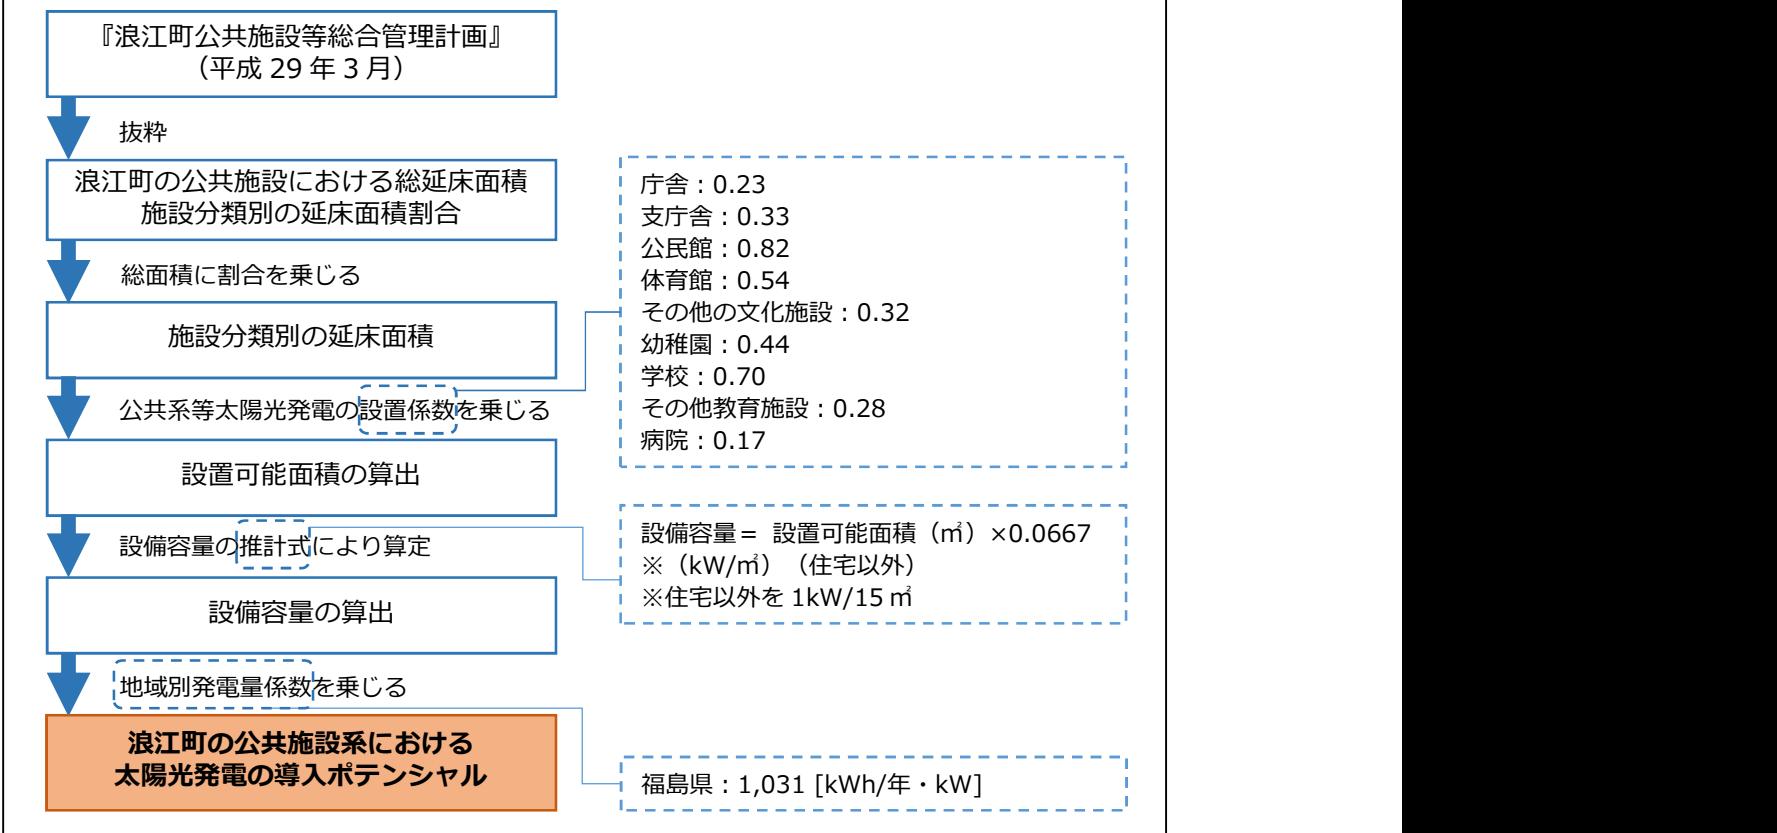 『浪江町公共施設等総合管理計画』
（平成 29 年 3 月）
抜粋
浪江町の公共施設における総延床面積
施設分類別の延床面積割合
総面積に割合を乗じる
施設分類別の延床面積
公共系等太陽光発電の設置係数を乗じる
庁舎：0.23
支庁舎：0.33
公民館：0.82
体育館：0.54
その他の文化施設：0.32
幼稚園：0.44
学校：0.70
その他教育施設：0.28
病院：0.17
設置可能面積の算出
設備容量の推計式により算定
設備容量＝ 設置可能面積（㎡）×0.0667
※（kW/㎡）（住宅以外）
※住宅以外を 1kW/15 ㎡
設備容量の算出
地域別発電量係数を乗じる
福島県：1,031 [kWh/年・kW]
浪江町の公共施設系における
太陽光発電の導入ポテンシャル